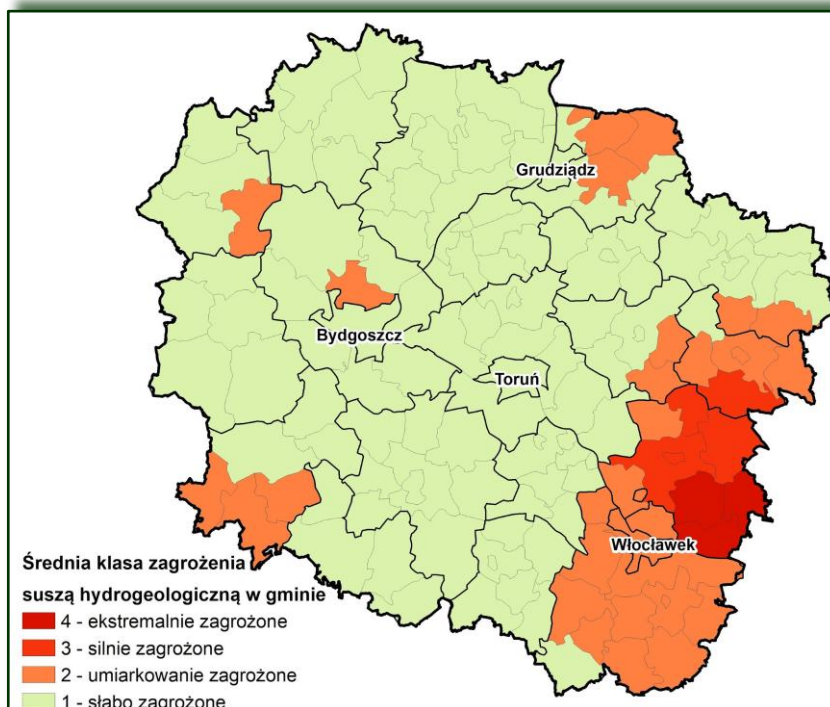 Grudziądz
Bydgoszcz
Toruń
Włocławek
Średnia klasa zagrożenia
suszą hydrogeologiczną w gminie
4 - ekstremalnie zagrożone
3 - silnie zagrożone
2 - umiarkowanie zagrożone
1 - słabo zagrożone